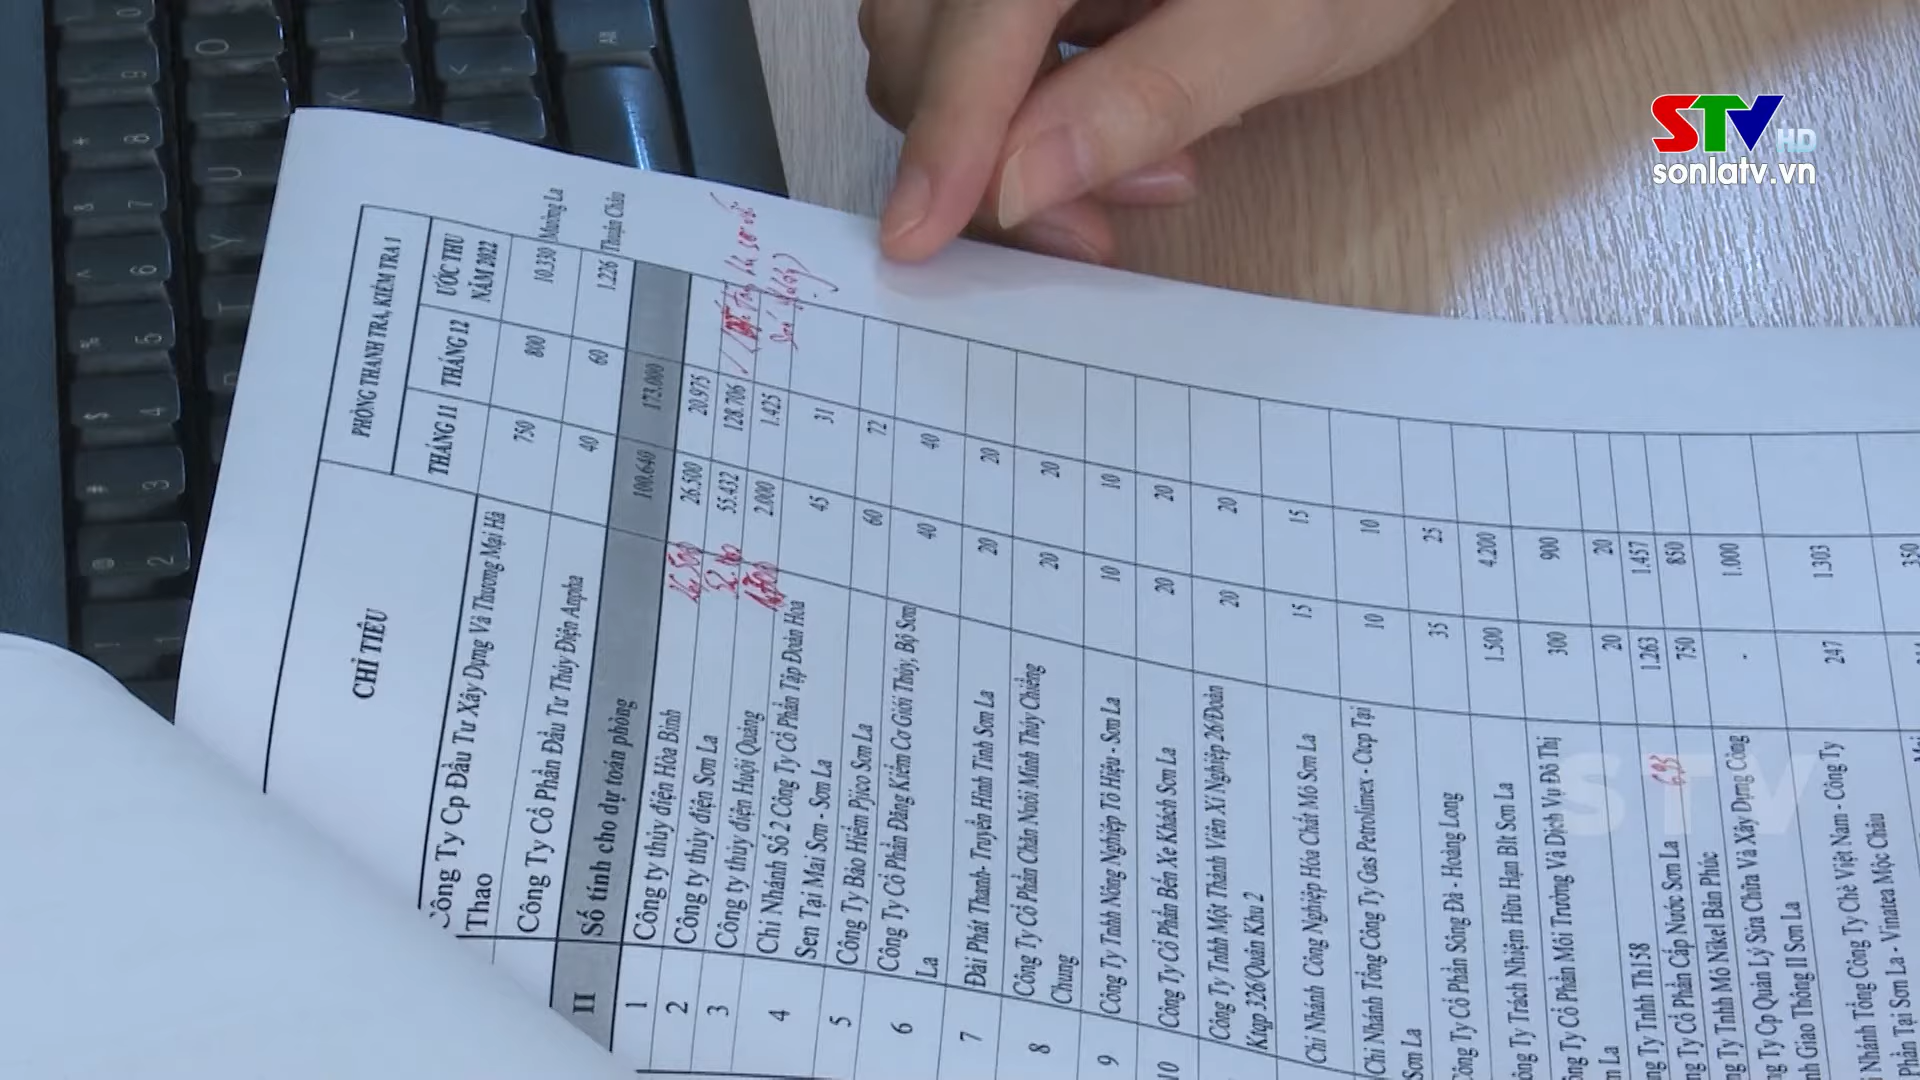 STV HD
sonlatv.vn
PHÒNG THANH TRA, KIỂM TRA 1
CHỈ TIÊU THÁNG 11 THÁNG 12 ƯỚC THU NĂM 2022
Công Ty Cp Đầu Tư Xây Dựng Và Thương Mại Hà Thao 750 800 10.330 Mường La
Công Ty Cổ Phần Đầu Tư Thủy Điện Anpha 40 60 1.226 Thuận Châu
II Số tính cho dự toán phòng 100.640 173.000
1 Công ty thủy điện Hòa Bình 26.500 26.500 20.975
2 Công ty thủy điện Sơn La 55.432 128.706
3 Công ty thủy điện Huội Quảng 2.000 1.425
4 Chi Nhánh Số 2 Công Ty Cổ Phần Tập Đoàn Hoa
Sen Tại Mai Sơn - Sơn La 45 31
5 Công Ty Bảo Hiểm Pjico Sơn La 60 72
6 Công Ty Cổ Phần Đăng Kiểm Cơ Giới Thủy, Bộ Sơn
La 40 40
7 Đài Phát Thanh- Truyền Hình Tỉnh Sơn La 20 20
8 Công Ty Cổ Phần Chăn Nuôi Minh Thúy Chiềng
Chung 20 20
9 Công Ty Tnhh Nông Nghiệp Tô Hiệu - Sơn La 10 10
10 Công Ty Cổ Phần Bến Xe Khách Sơn La 20 20
Công Ty Tnhh Một Thành Viên Xí Nghiệp 26/Đoàn
Ktqp 326/Quân Khu 2 20 20
Chi Nhánh Công Nghiệp Hóa Chất Mỏ Sơn La 15 15
Chi Nhánh Tổng Công Ty Gas Petrolimex - Ctcp Tại
Sơn La 10 10
Công Ty Cổ Phần Sông Đà - Hoàng Long 35 25
ông Ty Trách Nhiệm Hữu Hạn Blt Sơn La 1.500 4.200
ông Ty Cổ Phần Môi Trường Và Dịch Vụ Đô Thị 300 900
n La 20 20
ng Ty Tnhh Th158 1.263 1.457
ng Ty Cổ Phần Cấp Nước Sơn La 693 750 850
ng Ty Tnhh Mỏ Nikel Bản Phúc - 1.000
ng Ty Cp Quản Lý Sửa Chữa Và Xây Dựng Công
nh Giao Thông II Sơn La 247 1.303
Nhánh Tổng Công Ty Chè Việt Nam - Công Ty
Phần Tại Sơn La - Vinatea Mộc Châu 350
STV